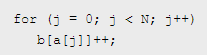 for (j = 0; j < N; j++)
b[a[j]]++;